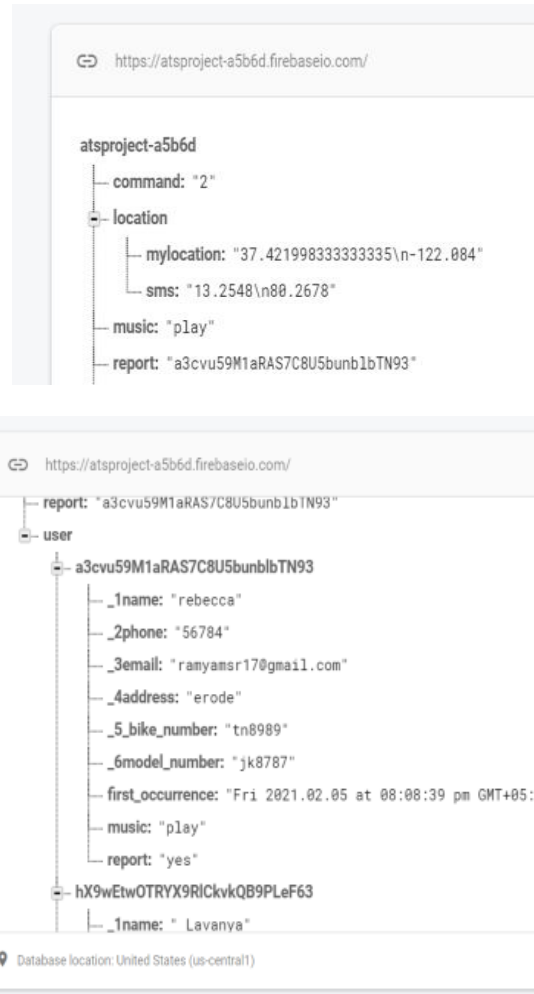 https://atsproject-a5b6d.firebaseio.com/
atsproject-a5b6d
command: "2"
location
mylocation: "37.421998333333335\n-122.084"
sms: "13.2548\n80.2678"
music: "play"
report: "a3cvu59M1aRAS7C8U5bunblbTN93"
https://atsproject-a5b6d.firebaseio.com/
report: "a3cvu59M1aRAS7C8U5bunblbTN93"
user
a3cvu59M1aRAS7C8U5bunblbTN93
_1name: "rebecca"
_2phone: "56784"
_3email: "ramyamsr17@gmail.com"
_4address: "erode"
_5_bike_number: "tn8989"
_6model_number: "jk8787"
first_occurrence: "Fri 2021.02.05 at 08:08:39 pm GMT+05:
music: "play"
report: "yes"
hX9wEtwOTRYX9RlCkvkQB9PLeF63
_1name: " Lavanya"
Database location: United States (us-central1)